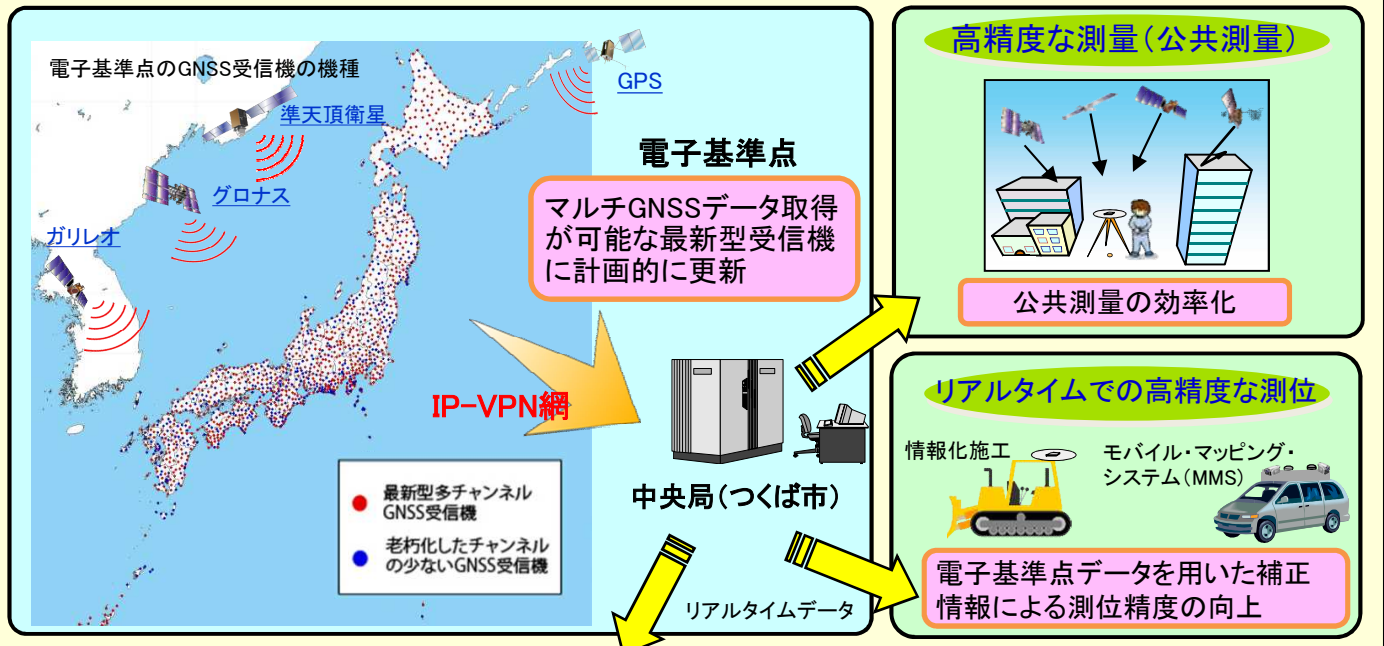 電子基準点のGNSS受信機の機種
GPS
準天頂衛星
グロナス
ガリレオ
電子基準点
マルチGNSSデータ取得
が可能な最新型受信機
に計画的に更新
IP-VPN網
中央局(つくば市)
最新型多チャンネル
GNSS受信機
老朽化したチャンネル
の少ないGNSS受信機
リアルタイムデータ
高精度な測量(公共測量)
公共測量の効率化
リアルタイムでの高精度な測位
情報化施工
モバイル・マッピング・
システム(MMS)
電子基準点データを用いた補正
情報による測位精度の向上